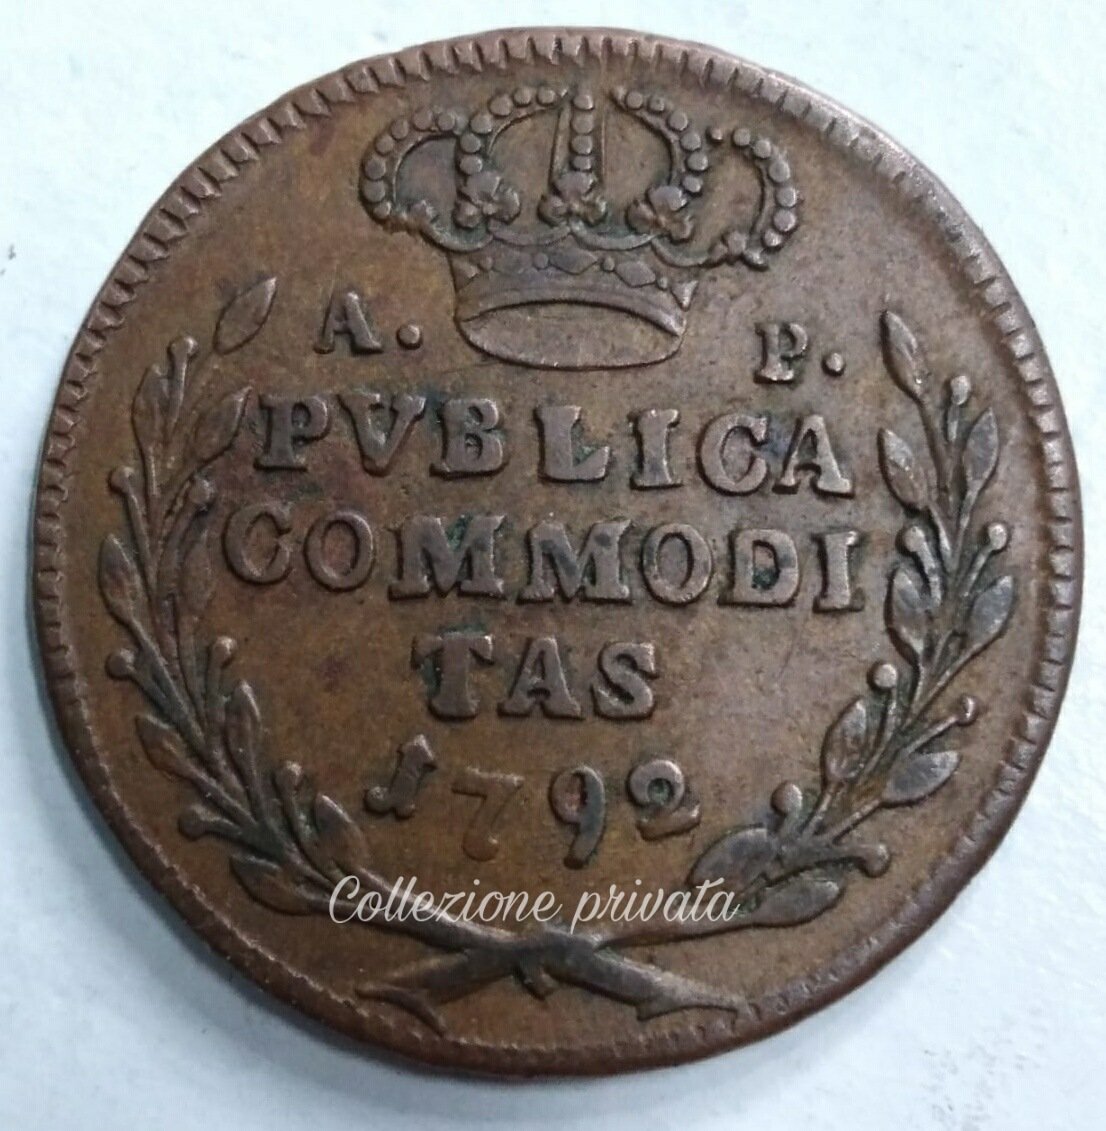 A. P.
PVBLICA
COMMODI
TAS
1792
Collezione privata